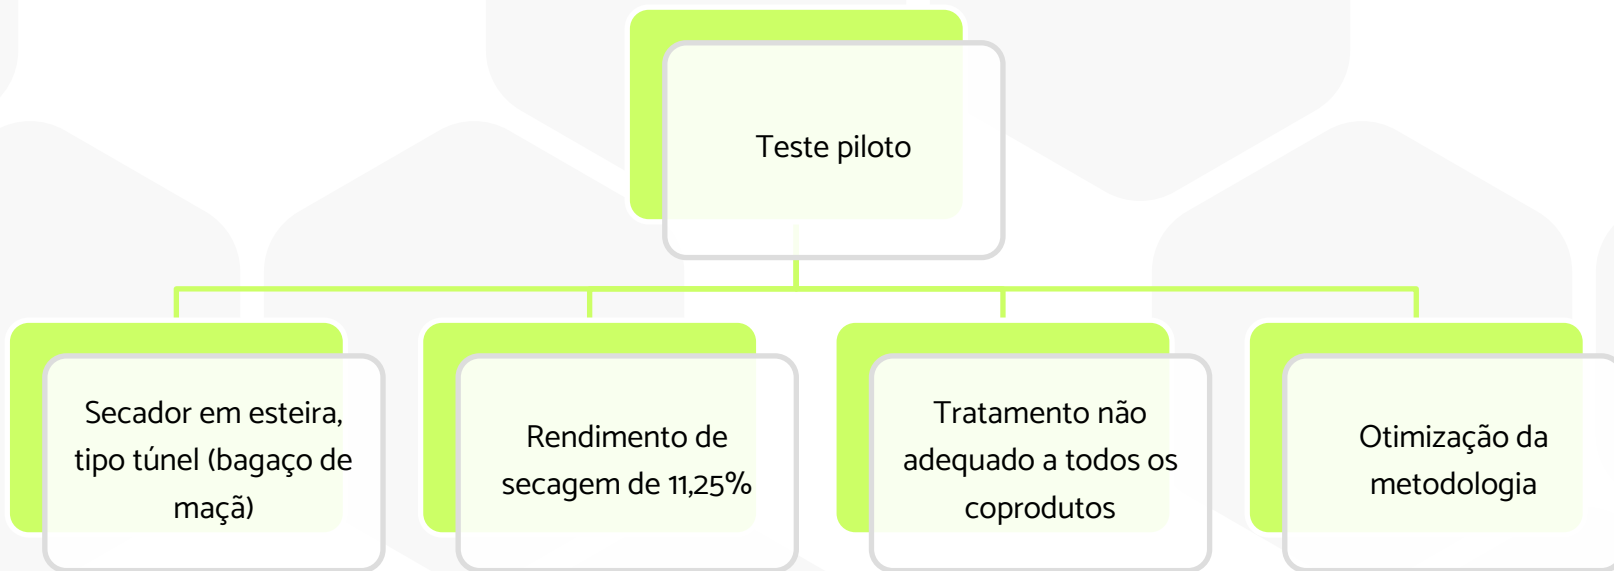 Teste piloto
Secador em esteira,
tipo túnel (bagaço de
maçã)
Rendimento de
secagem de 11,25%
Tratamento não
adequado a todos os
coprodutos
Otimização da
metodologia